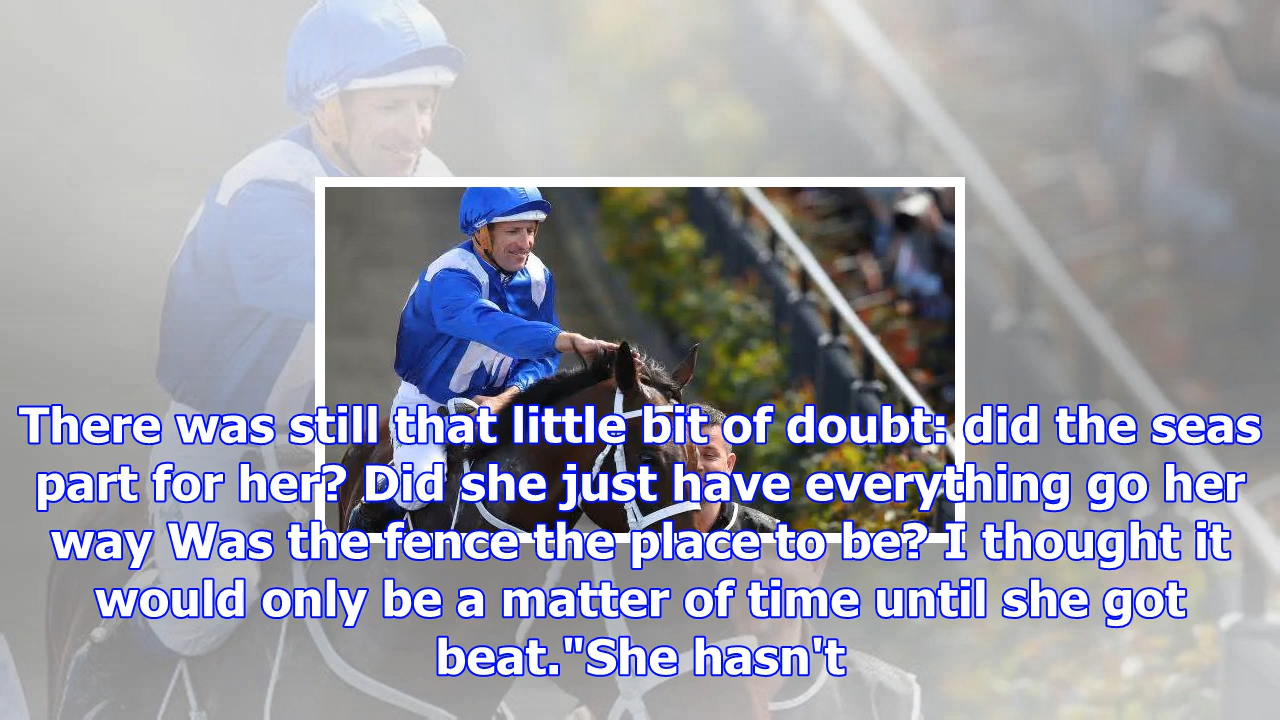 There was still that little bit of doubt: did the seas
part for her? Did she just have everything go her
way Was the fence the place to be? I thought it
would only be a matter of time until she got
beat."She hasn't